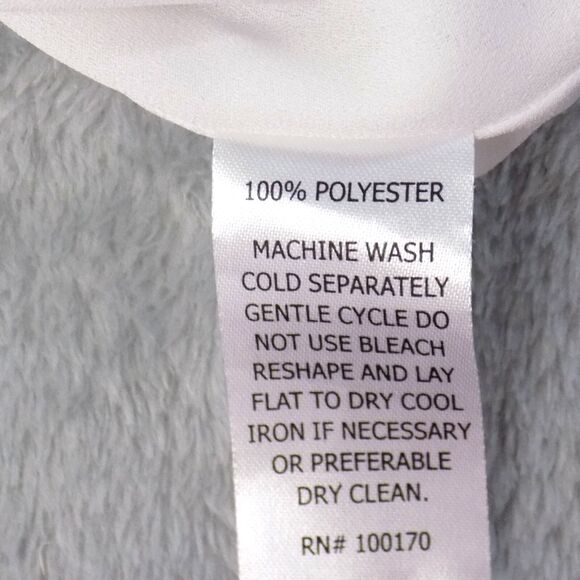 100% POLYESTER
MACHINE WASH
COLD SEPARATELY
GENTLE CYCLE DO
NOT USE BLEACH
RESHAPE AND LAY
FLAT TO DRY COOL
IRON IF NECESSARY
OR PREFERABLE
DRY CLEAN.
RN# 100170